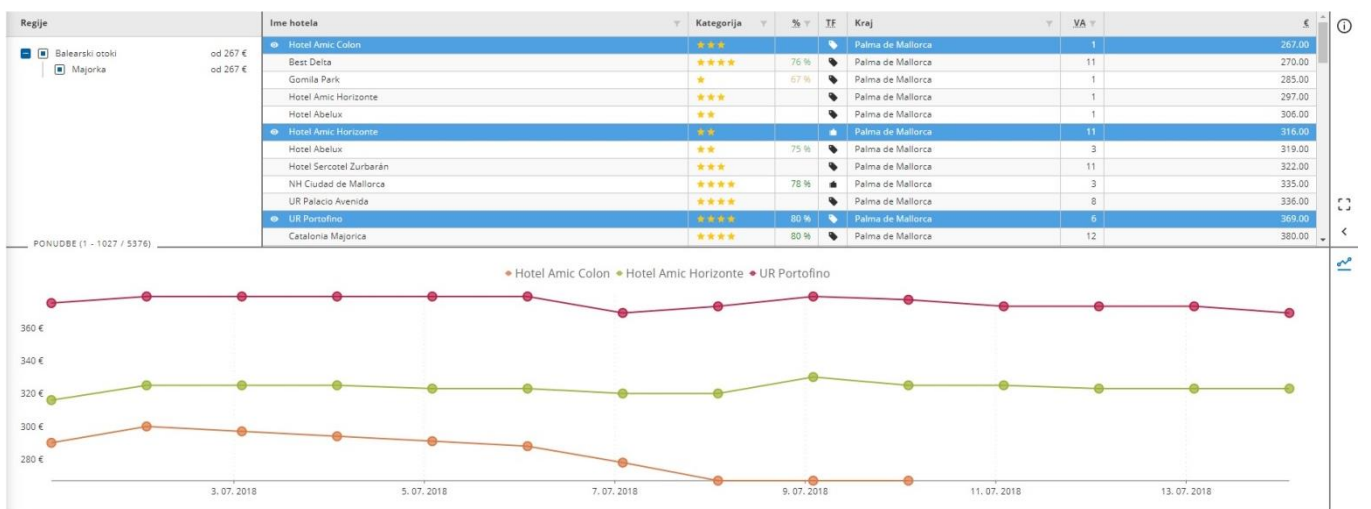 Regije
Ime hotela Kategorija % TF Kraj VA €
Balearski otoki od 267 €
Majorka od 267 €
Hotel Amic Colon Palma de Mallorca 1 267.00
Best Delta 76 % Palma de Mallorca 11 270.00
Gomila Park 67 % Palma de Mallorca 1 285.00
Hotel Amic Horizonte Palma de Mallorca 1 297.00
Hotel Abelux Palma de Mallorca 1 306.00
Hotel Amic Horizonte Palma de Mallorca 11 316.00
Hotel Abelux 75 % Palma de Mallorca 3 319.00
Hotel Sercotel Zurbarán Palma de Mallorca 11 322.00
NH Ciudad de Mallorca 78 % Palma de Mallorca 3 335.00
UR Palacio Avenida Palma de Mallorca 8 336.00
UR Portofino 80 % Palma de Mallorca 6 369.00
Catalonia Majorica 80 % Palma de Mallorca 12 380.00
PONUDBE (1 - 1027 / 5376)
Hotel Amic Colon Hotel Amic Horizonte UR Portofino
360 €
340 €
320 €
300 €
280 €
3. 07. 2018 5. 07. 2018 7. 07. 2018 9. 07. 2018 11. 07. 2018 13. 07. 2018